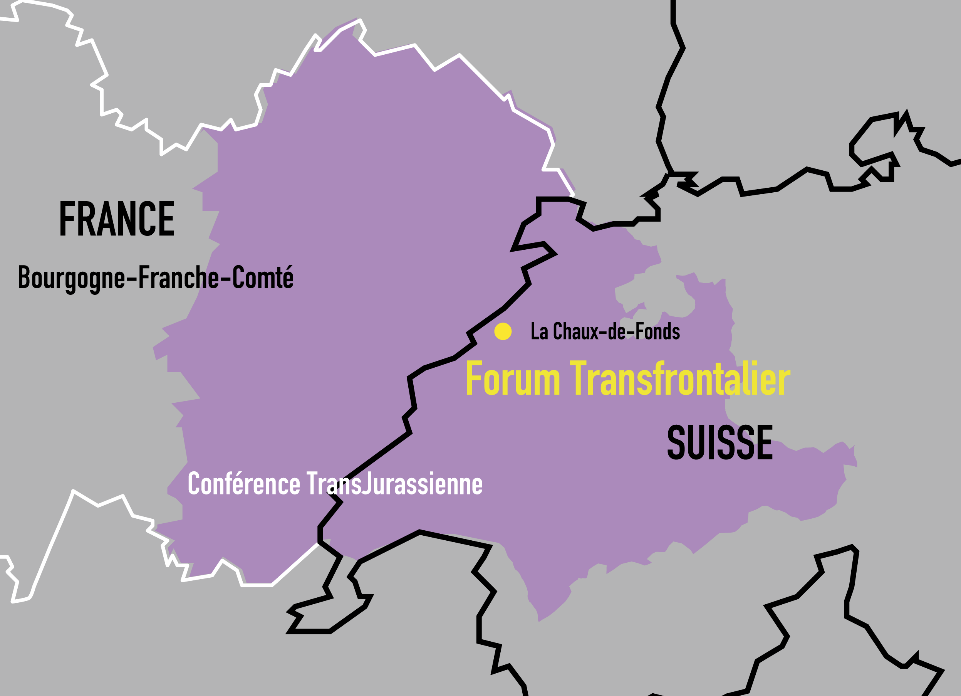 FRANCE
Bourgogne-Franche-Comté
La Chaux-de-Fonds
Forum Transfrontalier
SUISSE
Conférence TransJurassienne